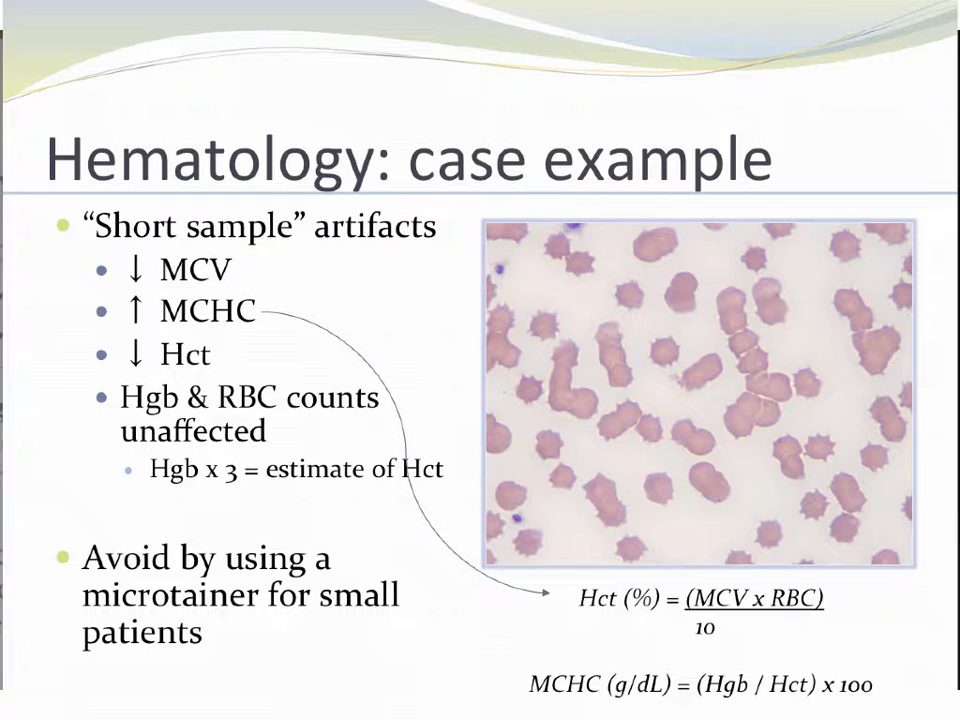 Hematology: case example
“Short sample” artifacts
↓ MCV
↑ MCHC
↓ Hct
Hgb & RBC counts
unaffected
Hgb x 3 = estimate of Hct
Avoid by using a
microtainer for small
patients
Hct (%) = (MCV x RBC)
10
MCHC (g/dL) = (Hgb / Hct) x 100